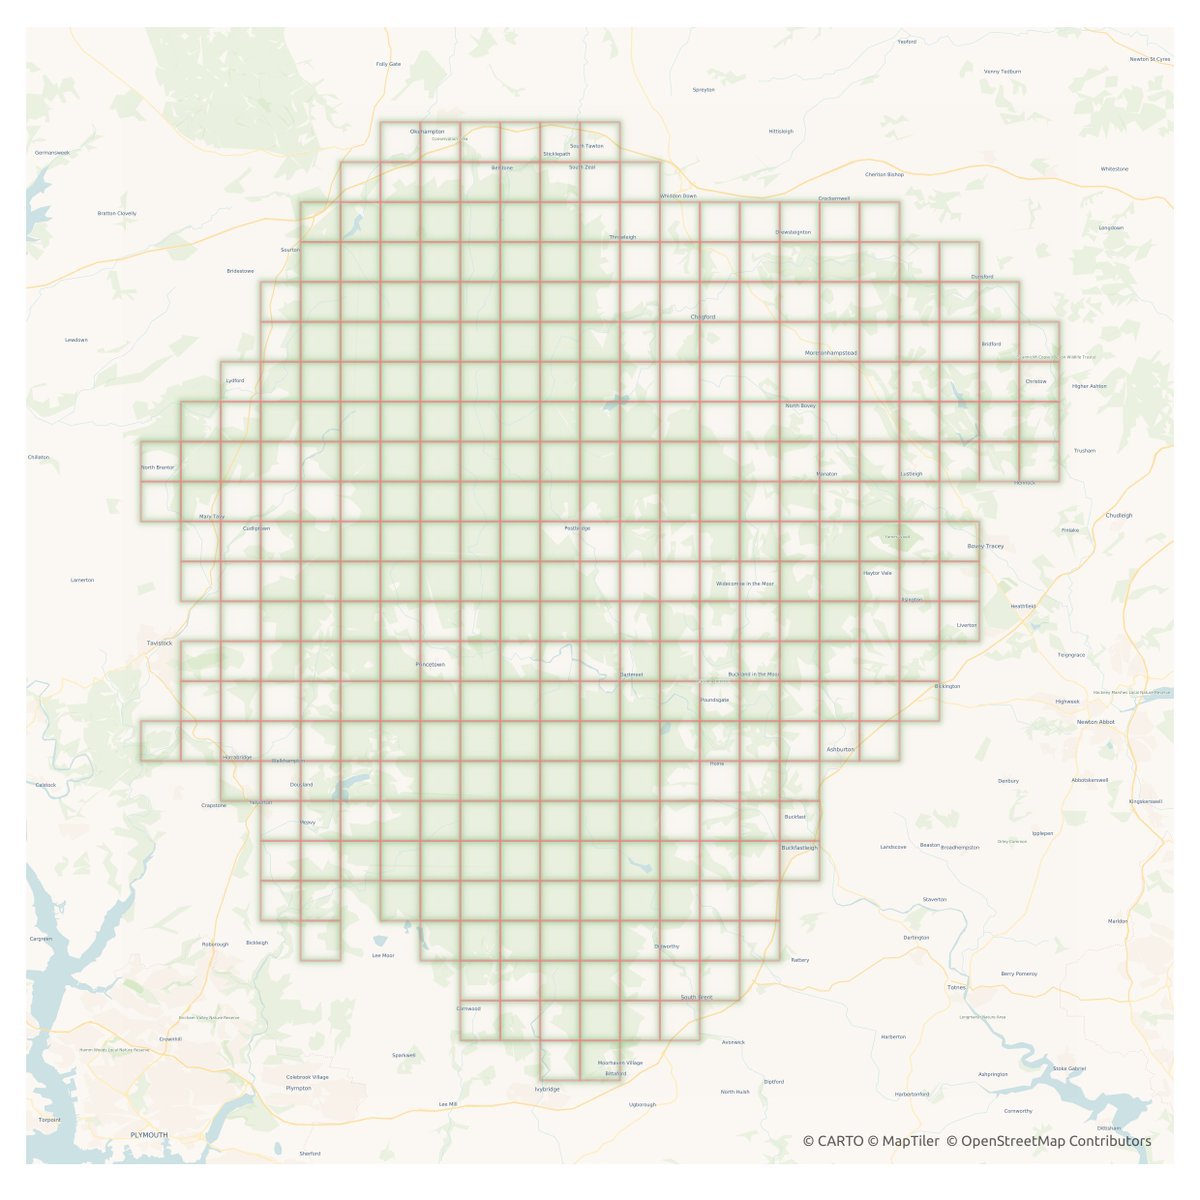 Yeoford
Newton St Cyres
Folly Gate
Venny Tedburn
Spreyton
Okehampton
Hittisleigh
South Tawton
Germansweek
Sticklepath
Belstone
South Zeal
Whitestone
Cheriton Bishop
Whiddon Down
Crockernwell
Bratton Clovelly
Longdown
Throwleigh
Drewsteignton
Sourton
Bridestowe
Dunsford
Chagford
Lewdown
Bridford
Moretonhampstead
Lydford
Christow
Higher Ashton
North Bovey
Trusham
Chillaton
North Brentor
Manaton
Lustleigh
Hennock
Mary Tavy
Chudleigh
Cudlipptown
Postbridge
Bovey Tracey
Haytor Vale
Lamerton
Widecombe in the Moor
Ilsington
Heathfield
Liverton
Tavistock
Teigngrace
Princetown
Dartmeet
Buckland in the Moor
Bickington
Hackney Marshes Local Nature Reserve
Poundsgate
Highweek
Newton Abbot
Ashburton
Horrabridge
Walkhampton
Holne
Denbury
Abbotskerswell
Dousland
Calstock
Crapstone
Yelverton
Kingskerswell
Meavy
Buckfast
Ipplepen
Buckfastleigh
Landscove
Beaston
Broadhempston
Staverton
Marldon
Cargreen
Roborough
Bickleigh
Lee Moor
Didworthy
Darlington
Rattery
Berry Pomeroy
Totnes
South Brent
Cornwood
Harberton
Crownhill
Avonwick
Sparkwell
Moorhaven Village
Bittaford
Stoke Gabriel
Ashprington
Colebrook Village
Plympton
Ivybridge
Diptford
North Huish
Harbertonford
Lee Mill
Ugborough
Cornworthy
Torpoint
PLYMOUTH
Dittisham
Sherford
© CARTO © MapTiler © OpenStreetMap Contributors